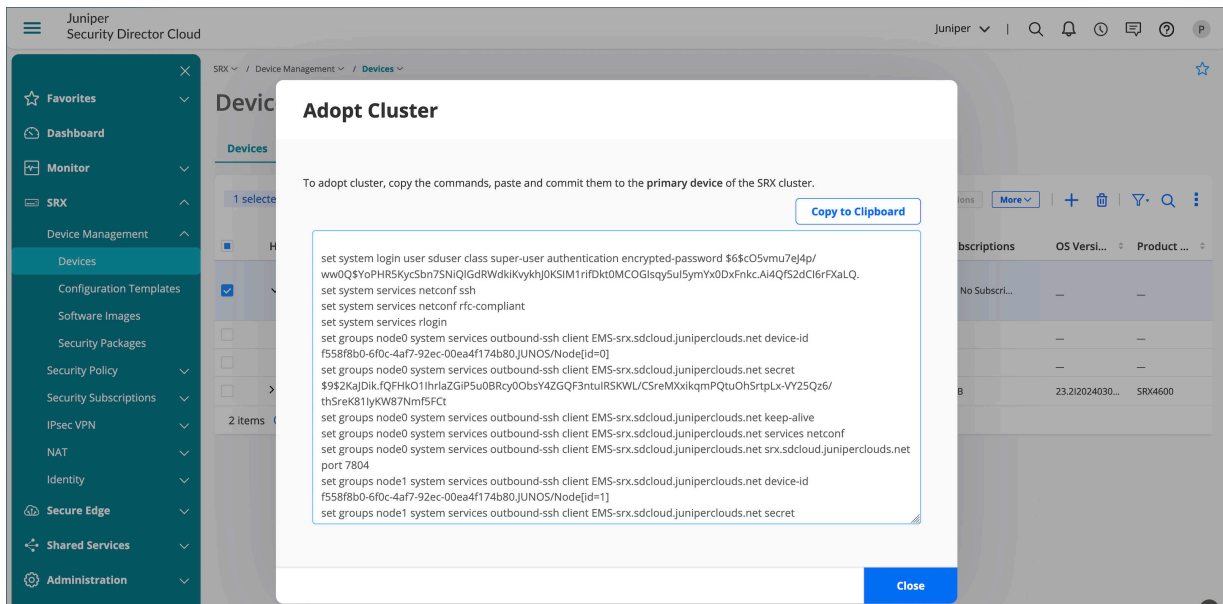 Juniper
Security Director Cloud
Juniper
P
Favorites
Dashboard
Monitor
SRX
Device Management
Devices
Configuration Templates
Software Images
Security Packages
Security Policy
Security Subscriptions
IPsec VPN
NAT
Identity
Secure Edge
Shared Services
Administration
SRX / Device Management / Devices
Devic
Devices
1 selecte
More
H
bscriptions
OS Versi...
Product ...
No Subscri...
—
—
—
—
—
—
B
23.2I2024030...
SRX4600
2 items
Adopt Cluster
To adopt cluster, copy the commands, paste and commit them to the primary device of the SRX cluster.
Copy to Clipboard
set system login user sduser class super-user authentication encrypted-password $6$cO5vmu7eJ4p/
ww0Q$YoPHR5KycSbn7SNiQlGdRWdkiKvykhJ0KSIM1rifDkt0MCOGIsqy5ul5ymYx0DxFnkc.Ai4QfS2dCI6rFXaLQ.
set system services netconf ssh
set system services netconf rfc-compliant
set system services rlogin
set groups node0 system services outbound-ssh client EMS-srx.sdcloud.juniperclouds.net device-id
f558f8b0-6f0c-4af7-92ec-00ea4f174b80.JUNOS/Node[id=0]
set groups node0 system services outbound-ssh client EMS-srx.sdcloud.juniperclouds.net secret
$9$2KaJDik.fQFHkO1IhrlaZGiP5u0BRcy0ObsY4ZGQF3ntuIRSKWL/CSreMXxikqmPQtuOhSrtpLx-VY25Qz6/
thSreK81IyKW87Nmf5FCt
set groups node0 system services outbound-ssh client EMS-srx.sdcloud.juniperclouds.net keep-alive
set groups node0 system services outbound-ssh client EMS-srx.sdcloud.juniperclouds.net services netconf
set groups node0 system services outbound-ssh client EMS-srx.sdcloud.juniperclouds.net srx.sdcloud.juniperclouds.net
port 7804
set groups node1 system services outbound-ssh client EMS-srx.sdcloud.juniperclouds.net device-id
f558f8b0-6f0c-4af7-92ec-00ea4f174b80.JUNOS/Node[id=1]
set groups node1 system services outbound-ssh client EMS-srx.sdcloud.juniperclouds.net secret
Close